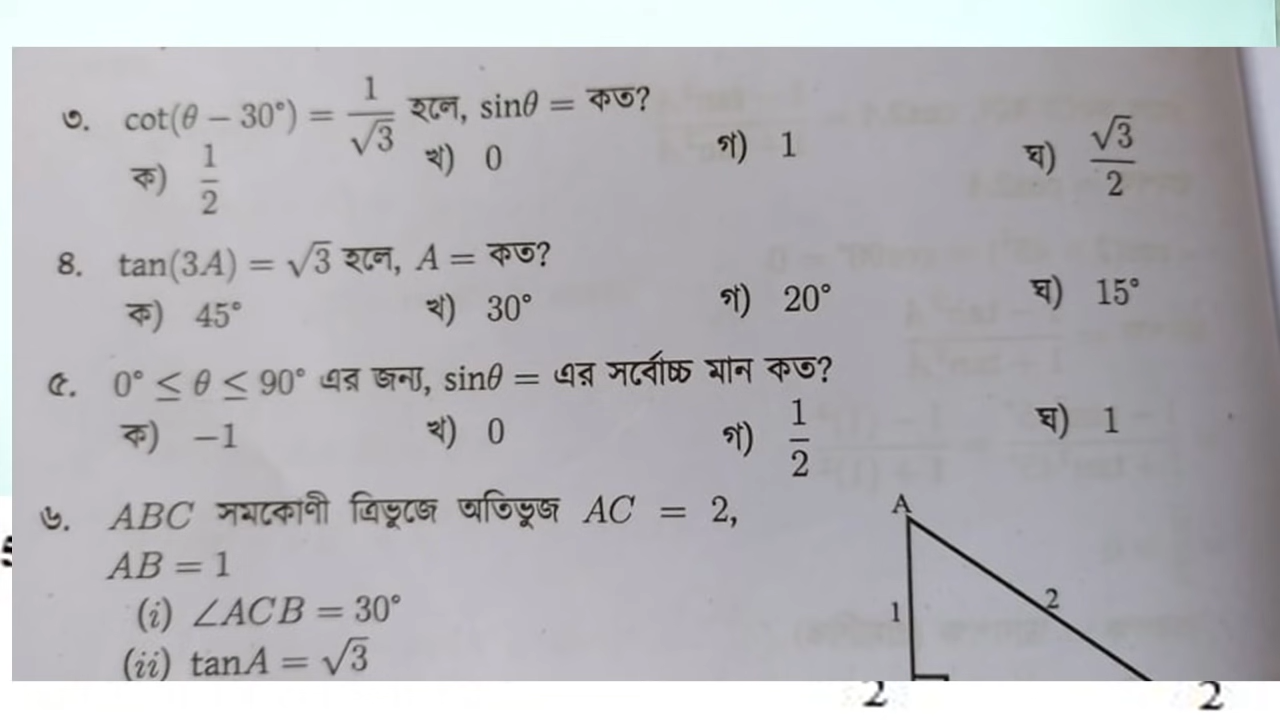 ৩. cot(θ − 30°) = 1/√3 হলে, sinθ = কত?
ক) 1/2 খ) 0 গ) 1 ঘ) √3/2
৪. tan(3A) = √3 হলে, A = কত?
ক) 45° খ) 30° গ) 20° ঘ) 15°
৫. 0° ≤ θ ≤ 90° এর জন্য, sinθ = এর সর্বোচ্চ মান কত?
ক) −1 খ) 0 গ) 1/2 ঘ) 1
৬. ABC সমকোণী ত্রিভুজে অতিভুজ AC = 2,
AB = 1
(i) ∠ACB = 30°
(ii) tanA = √3
A
1
2
2 2